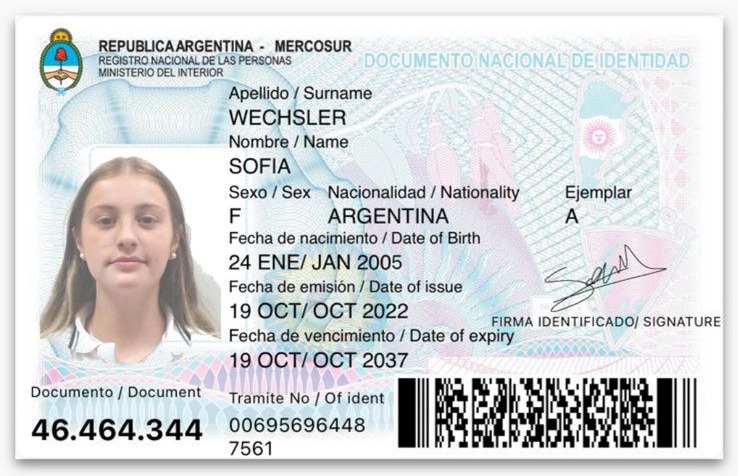 REPUBLICA ARGENTINA - MERCOSUR
REGISTRO NACIONAL DE LAS PERSONAS
MINISTERIO DEL INTERIOR
DOCUMENTO NACIONAL DE IDENTIDAD
Apellido / Surname
WECHSLER
Nombre / Name
SOFIA
Sexo / Sex Nacionalidad / Nationality Ejemplar
F ARGENTINA A
Fecha de nacimiento / Date of Birth
24 ENE/ JAN 2005
Fecha de emisión / Date of issue
19 OCT/ OCT 2022
FIRMA IDENTIFICADO/ SIGNATURE
Fecha de vencimiento / Date of expiry
19 OCT/ OCT 2037
Documento / Document
46.464.344
Tramite No / Of ident
00695696448
7561